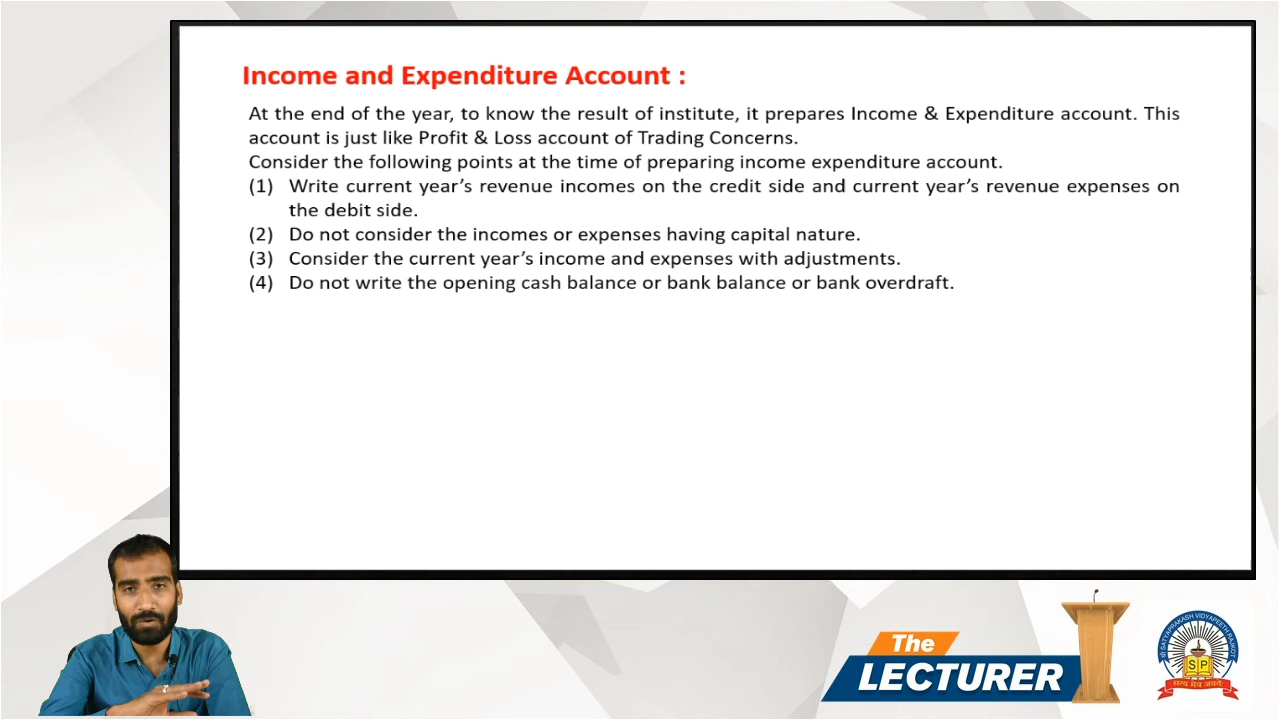 Income and Expenditure Account :
At the end of the year, to know the result of institute, it prepares Income & Expenditure account. This
account is just like Profit & Loss account of Trading Concerns.
Consider the following points at the time of preparing income expenditure account.
(1) Write current year’s revenue incomes on the credit side and current year’s revenue expenses on
the debit side.
(2) Do not consider the incomes or expenses having capital nature.
(3) Consider the current year’s income and expenses with adjustments.
(4) Do not write the opening cash balance or bank balance or bank overdraft.
The
LECTURER
SATYAPRAKASH VIDYAPEETH RAJKOT
S P
सत्य मेव जयते